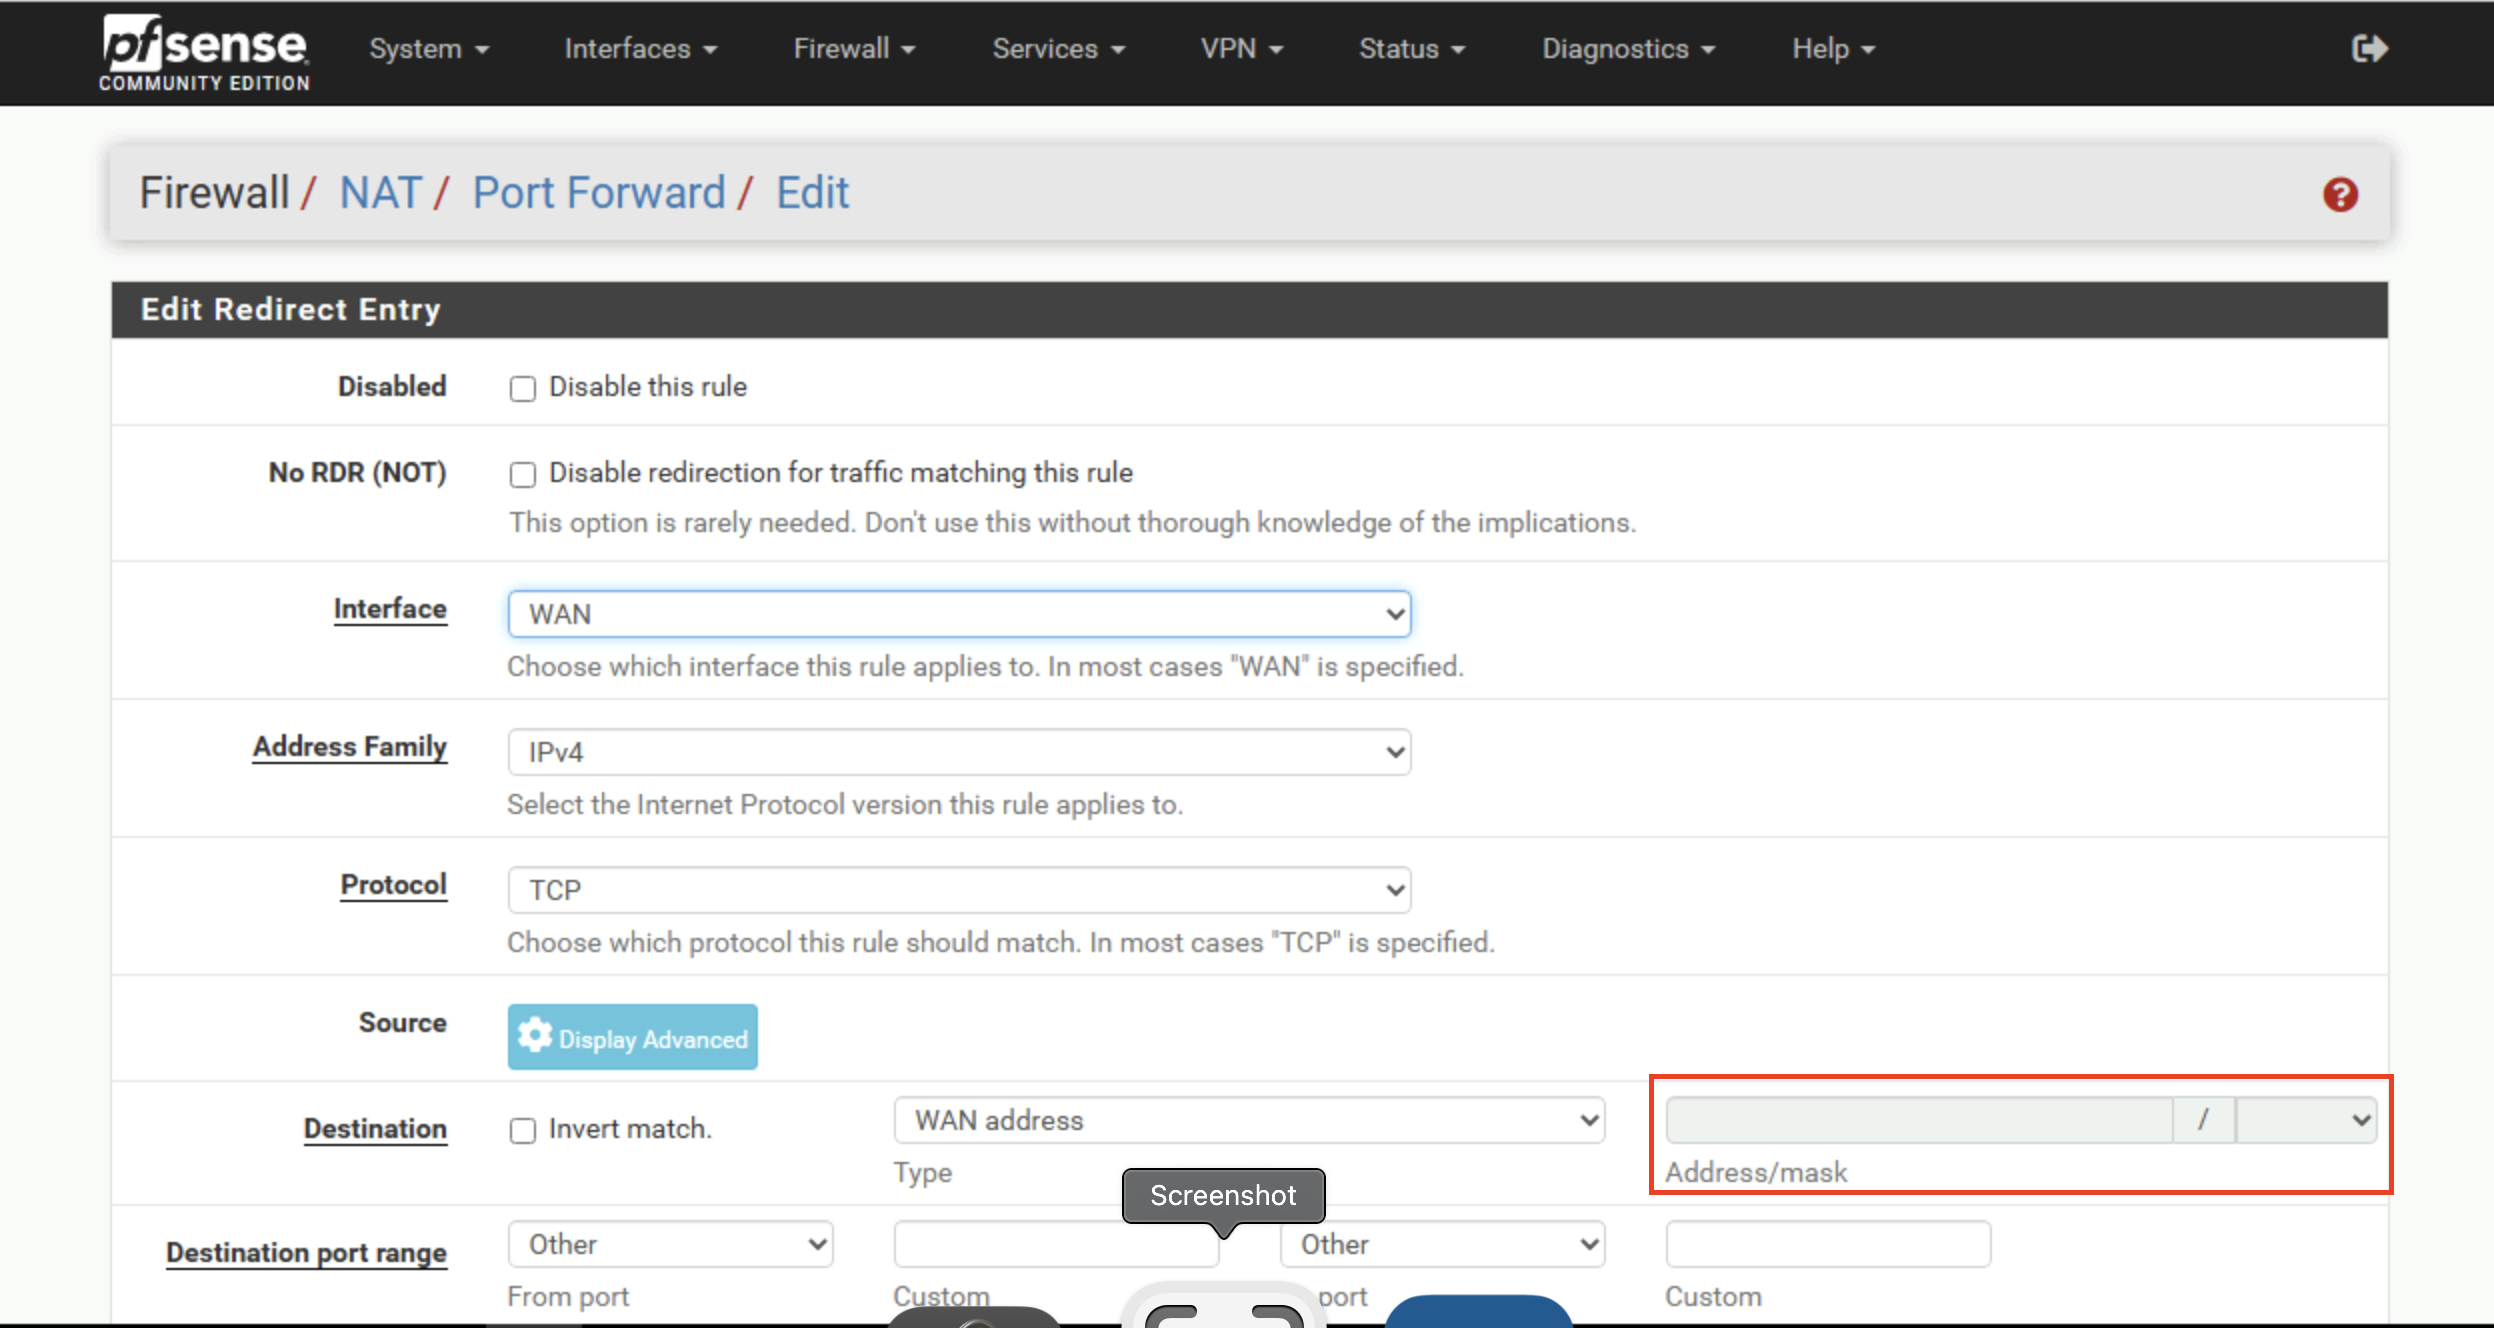 pfsense
COMMUNITY EDITION
System Interfaces Firewall Services VPN Status Diagnostics Help
Firewall / NAT / Port Forward / Edit
Edit Redirect Entry
Disabled Disable this rule
No RDR (NOT) Disable redirection for traffic matching this rule
This option is rarely needed. Don't use this without thorough knowledge of the implications.
Interface WAN
Choose which interface this rule applies to. In most cases "WAN" is specified.
Address Family IPv4
Select the Internet Protocol version this rule applies to.
Protocol TCP
Choose which protocol this rule should match. In most cases "TCP" is specified.
Source Display Advanced
Destination Invert match. WAN address /
Type Address/mask
Screenshot
Destination port range Other Other
From port Custom port Custom